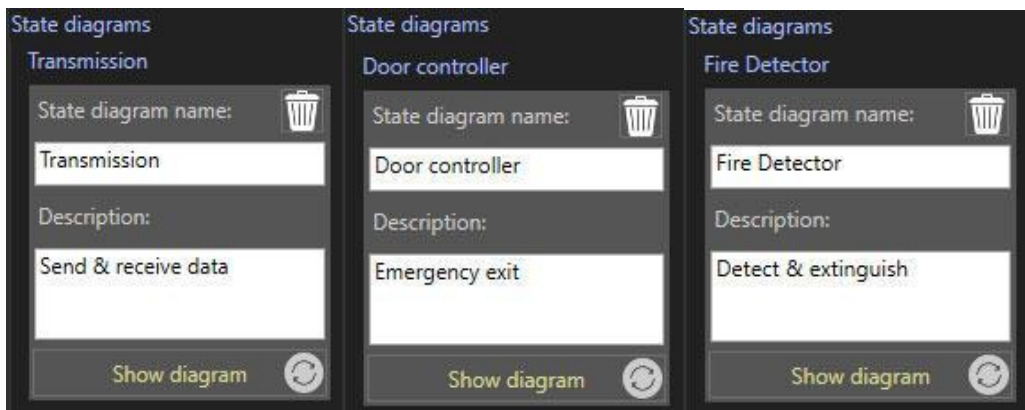 State diagrams
Transmission
State diagram name:
Transmission
Description:
Send & receive data
Show diagram
State diagrams
Door controller
State diagram name:
Door controller
Description:
Emergency exit
Show diagram
State diagrams
Fire Detector
State diagram name:
Fire Detector
Description:
Detect & extinguish
Show diagram